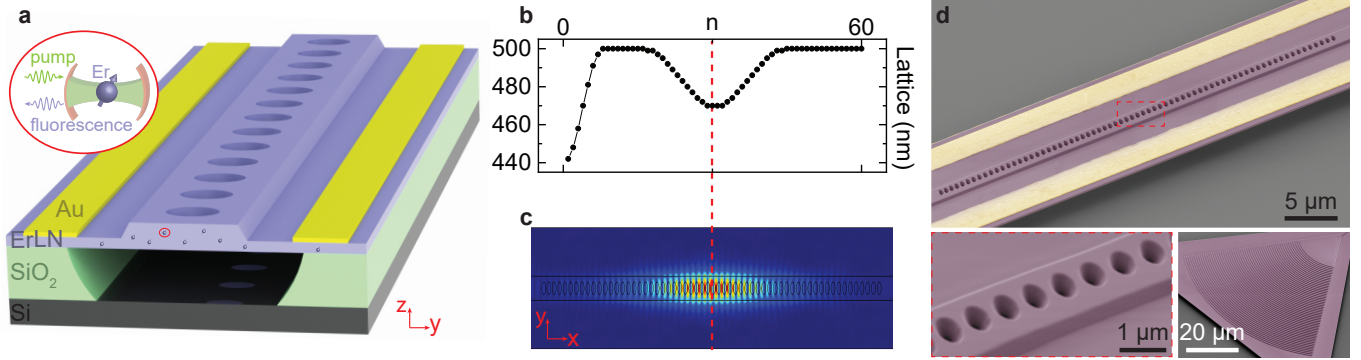 a
pump
Er
fluorescence
Au
ErLN
SiO₂
Si
z
y
b
0
n
60
500
480
460
440
Lattice (nm)
c
y
x
d
5 µm
1 µm
20 µm